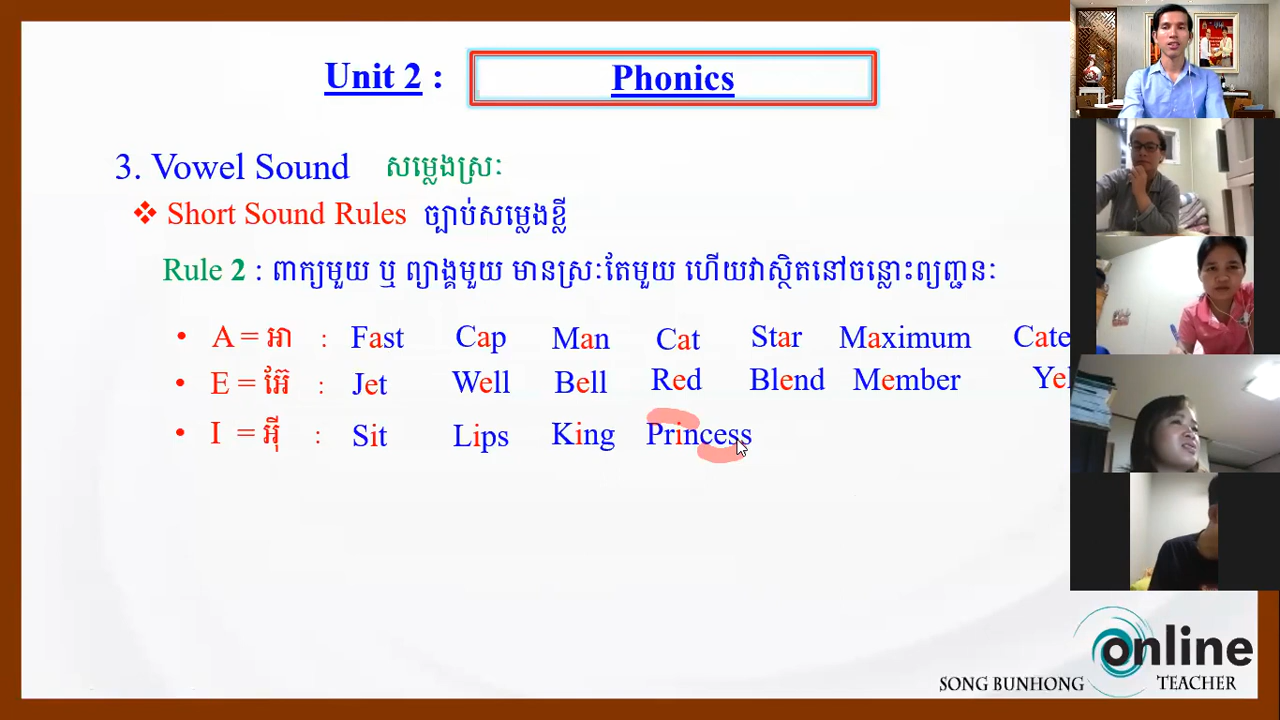 Unit 2 : Phonics
3. Vowel Sound សម្លេងស្រៈ
❖ Short Sound Rules ច្បាប់សម្លេងខ្លី
Rule 2 : ពាក្យមួយ ឬ ព្យាង្គមួយ មានស្រៈតែមួយ ហើយវាស្ថិតនៅចន្លោះព្យញ្ជនៈ
• A = អា : Fast Cap Man Cat Star Maximum Cate
• E = អ៊ែ : Jet Well Bell Red Blend Member Yel
• I = អ៊ី : Sit Lips King Princess
online
SONG BUNHONG TEACHER